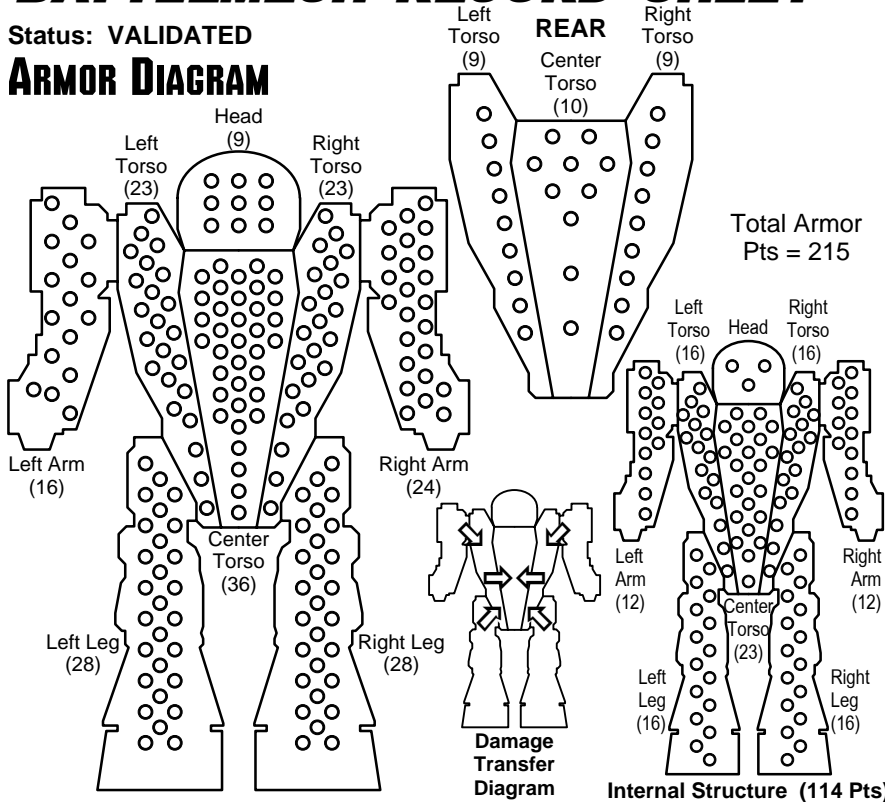 BATTLEMECH RECORD SHEET
Status: VALIDATED
ARMOR DIAGRAM
Head
(9)
Left
Torso
(23)
Right
Torso
(23)
Left Arm
(16)
Right Arm
(24)
Center
Torso
(36)
Left Leg
(28)
Right Leg
(28)
REAR
Left
Torso
(9)
Center
Torso
(10)
Right
Torso
(9)
Total Armor
Pts = 215
Left
Torso
(16)
Head
Right
Torso
(16)
Left
Arm
(12)
Right
Arm
(12)
Center
Torso
(23)
Left
Leg
(16)
Right
Leg
(16)
Damage
Transfer
Diagram
Internal Structure (114 Pts)